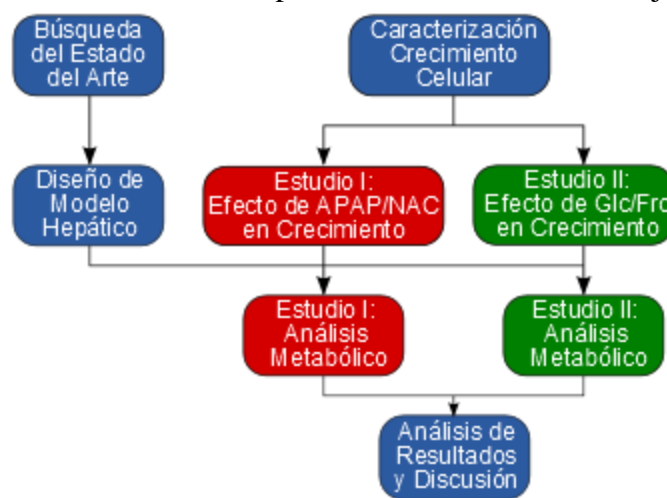 Búsqueda
del Estado
del Arte
Caracterización
Crecimiento
Celular
Diseño de
Modelo
Hepático
Estudio I:
Efecto de APAP/NAC
en Crecimiento
Estudio II:
Efecto de Glc/Frc
en Crecimiento
Estudio I:
Análisis
Metabólico
Estudio II:
Análisis
Metabólico
Análisis de
Resultados
y Discusión